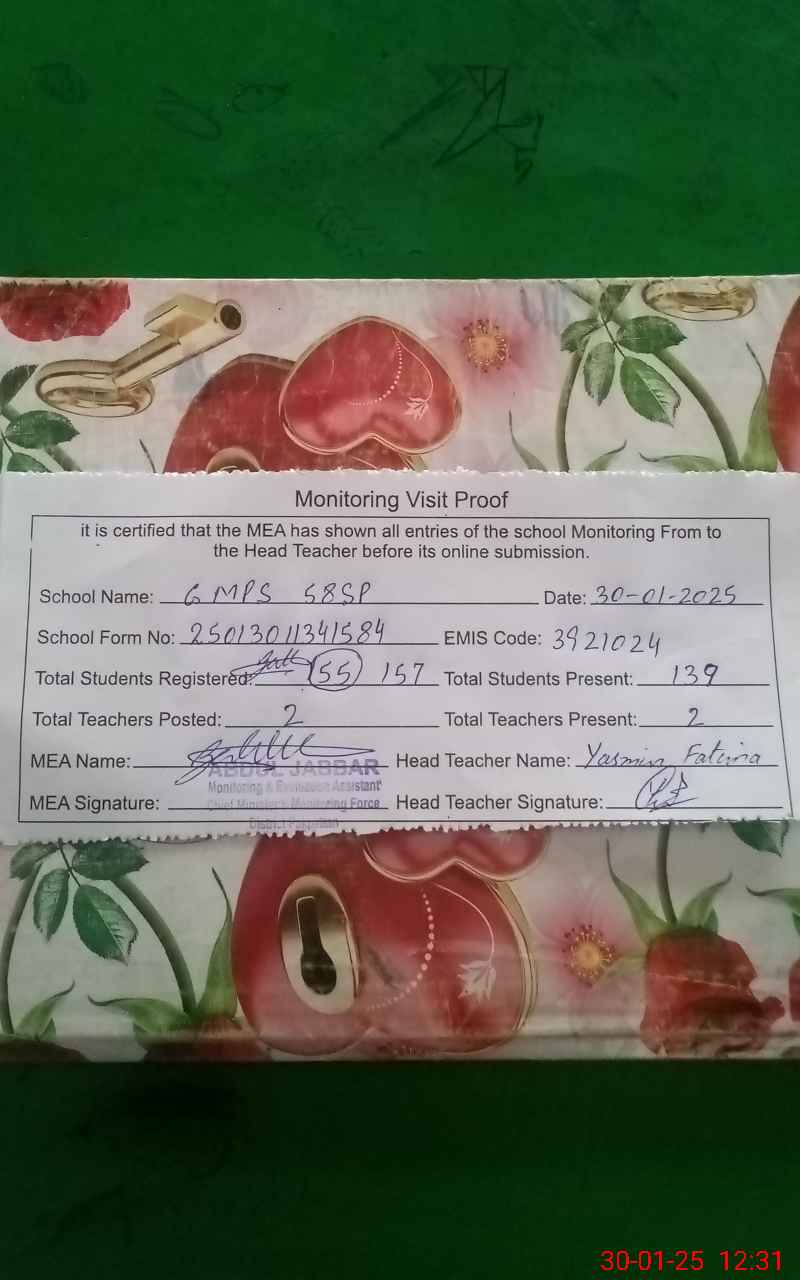 Monitoring Visit Proof
it is certified that the MEA has shown all entries of the school Monitoring From to
the Head Teacher before its online submission.
School Name: GMPS 58SP Date: 30-01-2025
School Form No: 25013011341584 EMIS Code: 3921024
Total Students Registered: 155 157 Total Students Present: 139
Total Teachers Posted: 2 Total Teachers Present: 2
MEA Name: Head Teacher Name: Yasmin Fatima
ABDUL JABBAR
Monitoring & Evaluation Assistant
MEA Signature: Head Teacher Signature:
Chief Minister's Monitoring Force
District Pakpattan
30-01-25 12:31